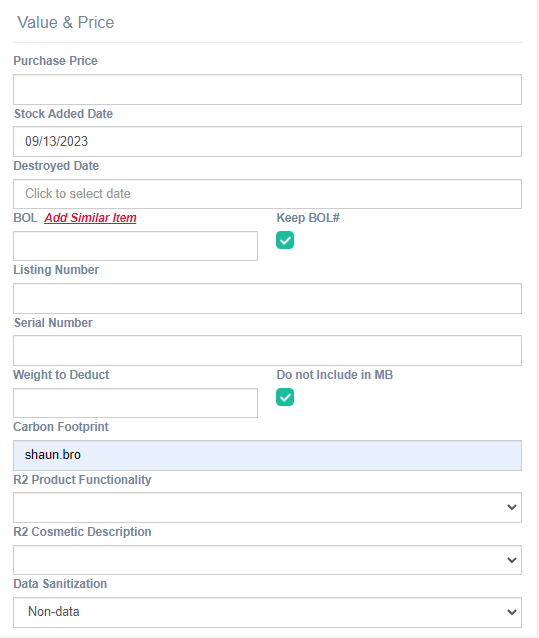 Value & Price
Purchase Price
Stock Added Date
09/13/2023
Destroyed Date
Click to select date
BOL Add Similar Item Keep BOL#
Listing Number
Serial Number
Weight to Deduct Do not Include in MB
Carbon Footprint
shaun.bro
R2 Product Functionality
R2 Cosmetic Description
Data Sanitization
Non-data